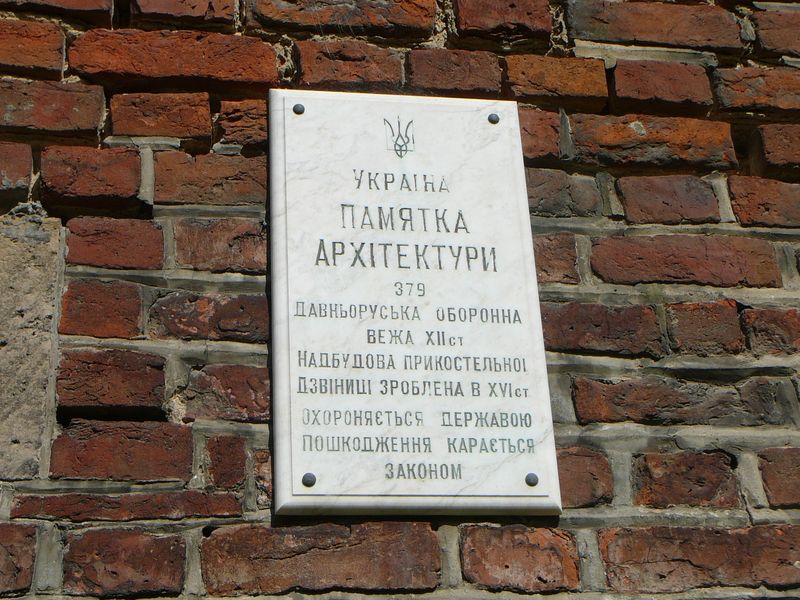 УКРАЇНА
ПАМЯТКА
АРХІТЕКТУРИ
379
ДАВНЬОРУСЬКА ОБОРОННА
ВЕЖА XII СТ
НАДБУДОВА ПРИКОСТЕЛЬНОЇ
ДЗВІНИЦІ ЗРОБЛЕНА В XVI СТ
ОХОРОНЯЄТЬСЯ ДЕРЖАВОЮ
ПОШКОДЖЕННЯ КАРАЄТЬСЯ
ЗАКОНОМ